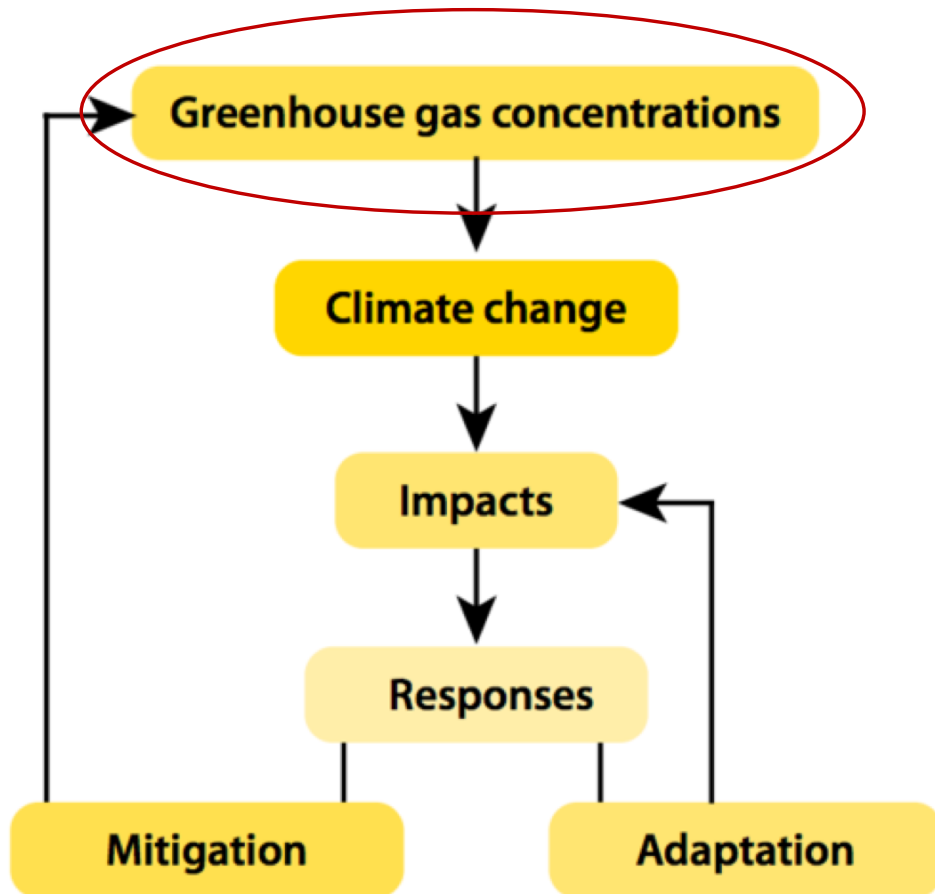 Greenhouse gas concentrations
Climate change
Impacts
Responses
Mitigation
Adaptation